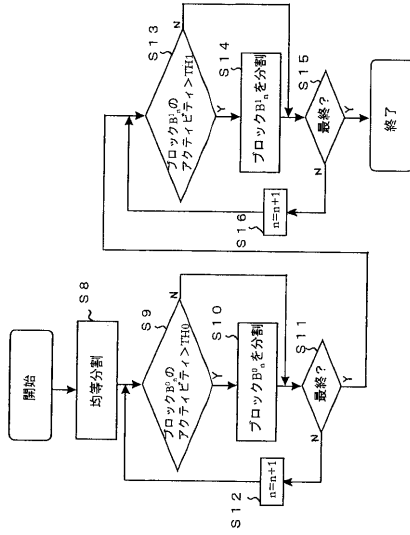 開始
S8
均等分割
S9
ブロックB⁰ₙの
アクティビティ>TH0
N
Y
S10
ブロックB⁰ₙを分割
S11
最終?
N
Y
S12
n=n+1
S13
ブロックB¹ₙの
アクティビティ>TH1
N
Y
S14
ブロックB¹ₙを分割
S15
最終?
N
Y
S16
n=n+1
終了